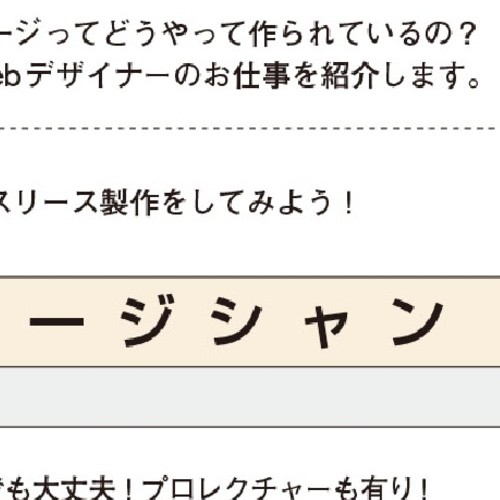 ージってどうやって作られているの？
ebデザイナーのお仕事を紹介します。
スリース製作をしてみよう！
ージシャン
も大丈夫！プロレクチャーも有り！